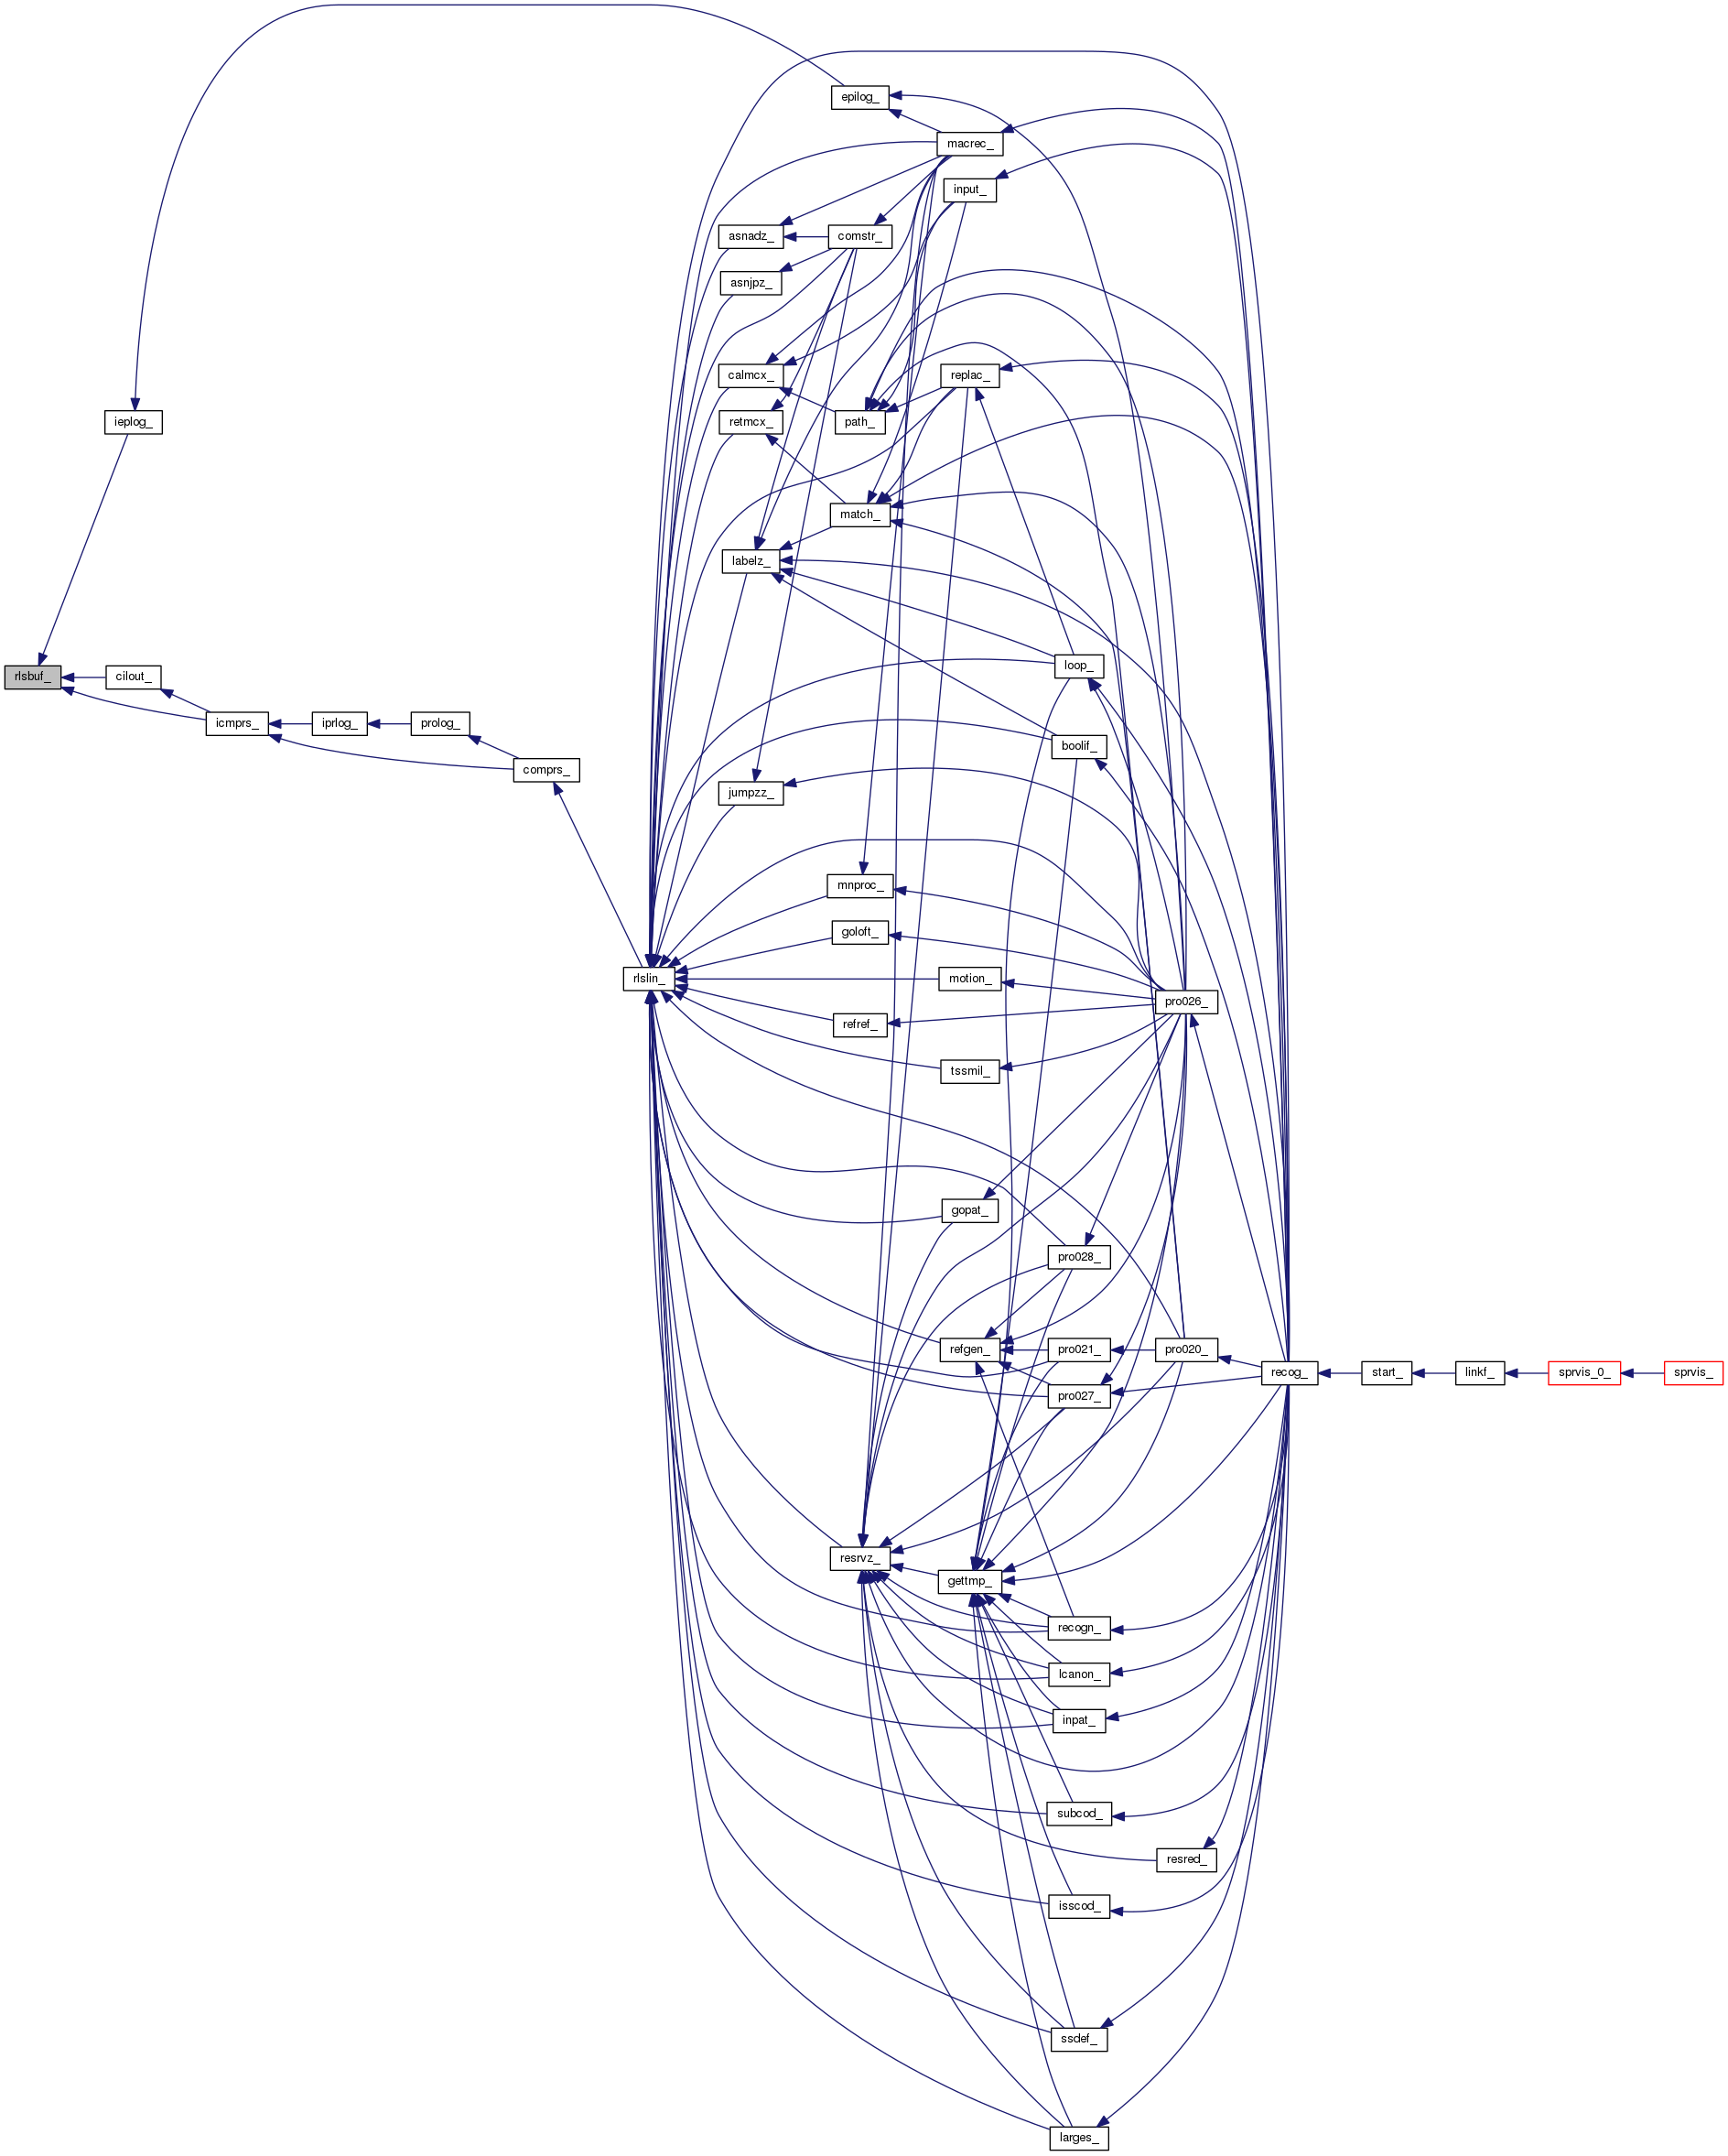 epilog_
macrec_
input_
asnadz_
comstr_
asnjpz_
calmcx_
replac_
ieplog_
retmcx_
path_
match_
labelz_
rlsbuf_
cilout_
loop_
icmprs_
iprlog_
prolog_
boolif_
comprs_
jumpzz_
mnproc_
goloft_
rlslin_
motion_
pro026_
refref_
tssmil_
gopat_
pro028_
refgen_
pro021_
pro020_
recog_
start_
linkf_
sprvis_0_
sprvis_
pro027_
resrvz_
gettmp_
recogn_
lcanon_
inpat_
subcod_
resred_
isscod_
ssdef_
larges_